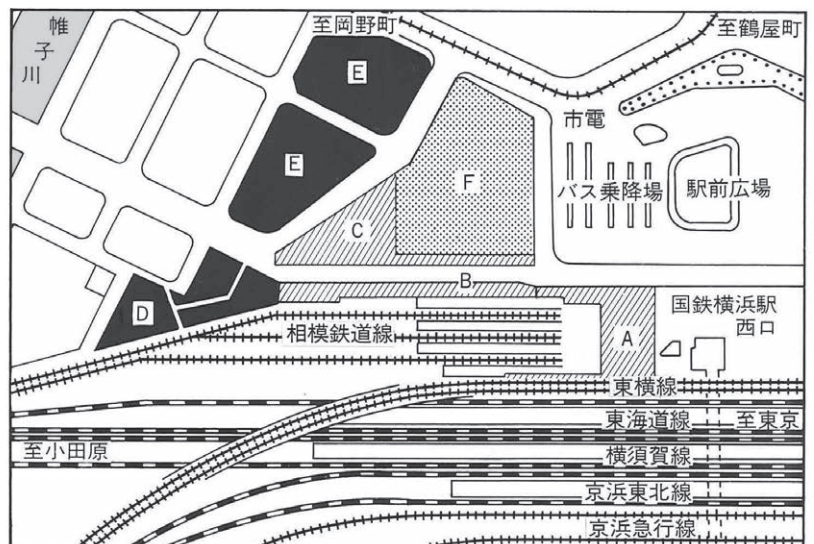 帷子川
至岡野町
至鶴屋町
E
市電
E
F
バス乗降場
駅前広場
C
B
D
国鉄横浜駅
西口
相模鉄道線
A
東横線
東海道線
至東京
至小田原
横須賀線
京浜東北線
京浜急行線